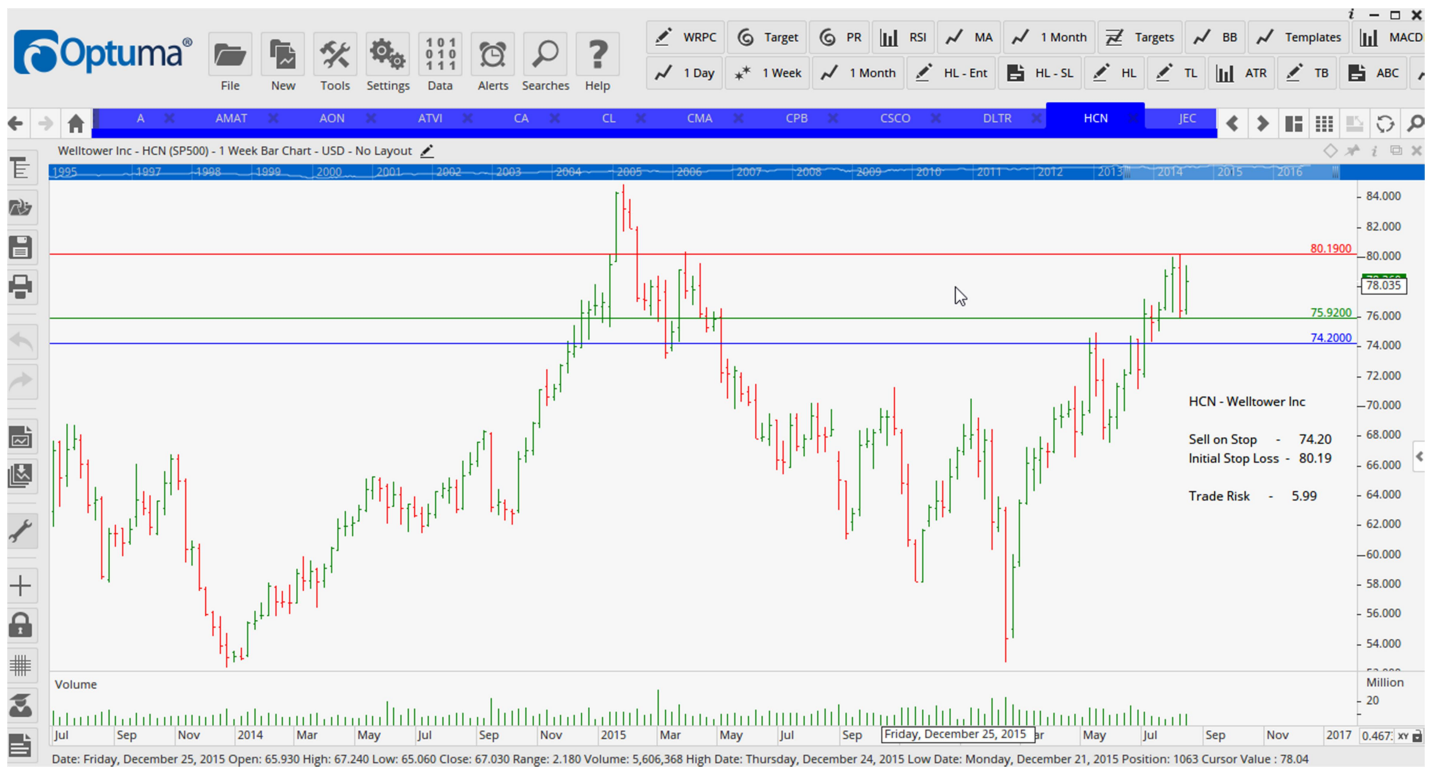 Optuma®
File New Tools Settings Data Alerts Searches Help
101
010
111
WRPC Target PR RSI MA 1 Month Targets BB Templates MACD
1 Day 1 Week 1 Month HL - Ent HL - SL HL TL ATR TB ABC
A AMAT AON ATVI CA CL CMA CPB CSCO DLTR HCN JEC
Welltower Inc - HCN (SP500) - 1 Week Bar Chart - USD - No Layout
1995 1997 1998 1999 2000 2001 2002 2003 2004 2005 2006 2007 2008 2009 2010 2011 2012 2013 2014 2015 2016
84.000
82.000
80.1900
80.000
78.035
75.9200
76.000
74.2000
74.000
72.000
HCN - Welltower Inc
70.000
Sell on Stop - 74.20
68.000
Initial Stop Loss - 80.19
66.000
Trade Risk - 5.99
64.000
62.000
60.000
58.000
56.000
54.000
Volume
Million
20
Jul Sep Nov 2014 Mar May Jul Sep Nov 2015 Mar May Jul Sep Friday, December 25, 2015 ar May Jul Sep Nov 2017 0.467 XY
Date: Friday, December 25, 2015 Open: 65.930 High: 67.240 Low: 65.060 Close: 67.030 Range: 2.180 Volume: 5,606,368 High Date: Thursday, December 24, 2015 Low Date: Monday, December 21, 2015 Position: 1063 Cursor Value : 78.04